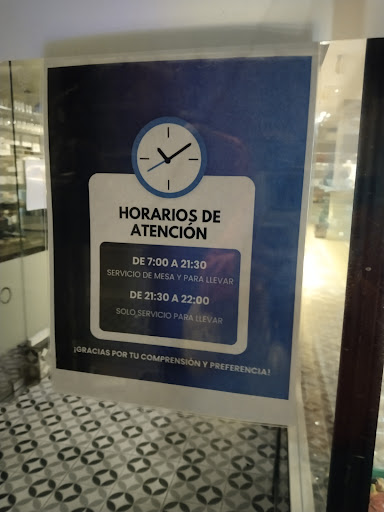 HORARIOS DE
ATENCIÓN
DE 7:00 A 21:30
SERVICIO DE MESA Y PARA LLEVAR
DE 21:30 A 22:00
SOLO SERVICIO PARA LLEVAR
¡GRACIAS POR TU COMPRENSIÓN Y PREFERENCIA!